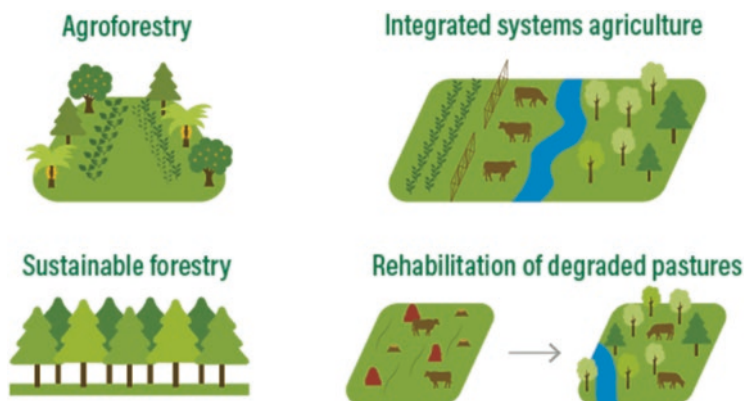 Agroforestry
Integrated systems agriculture
Sustainable forestry
Rehabilitation of degraded pastures